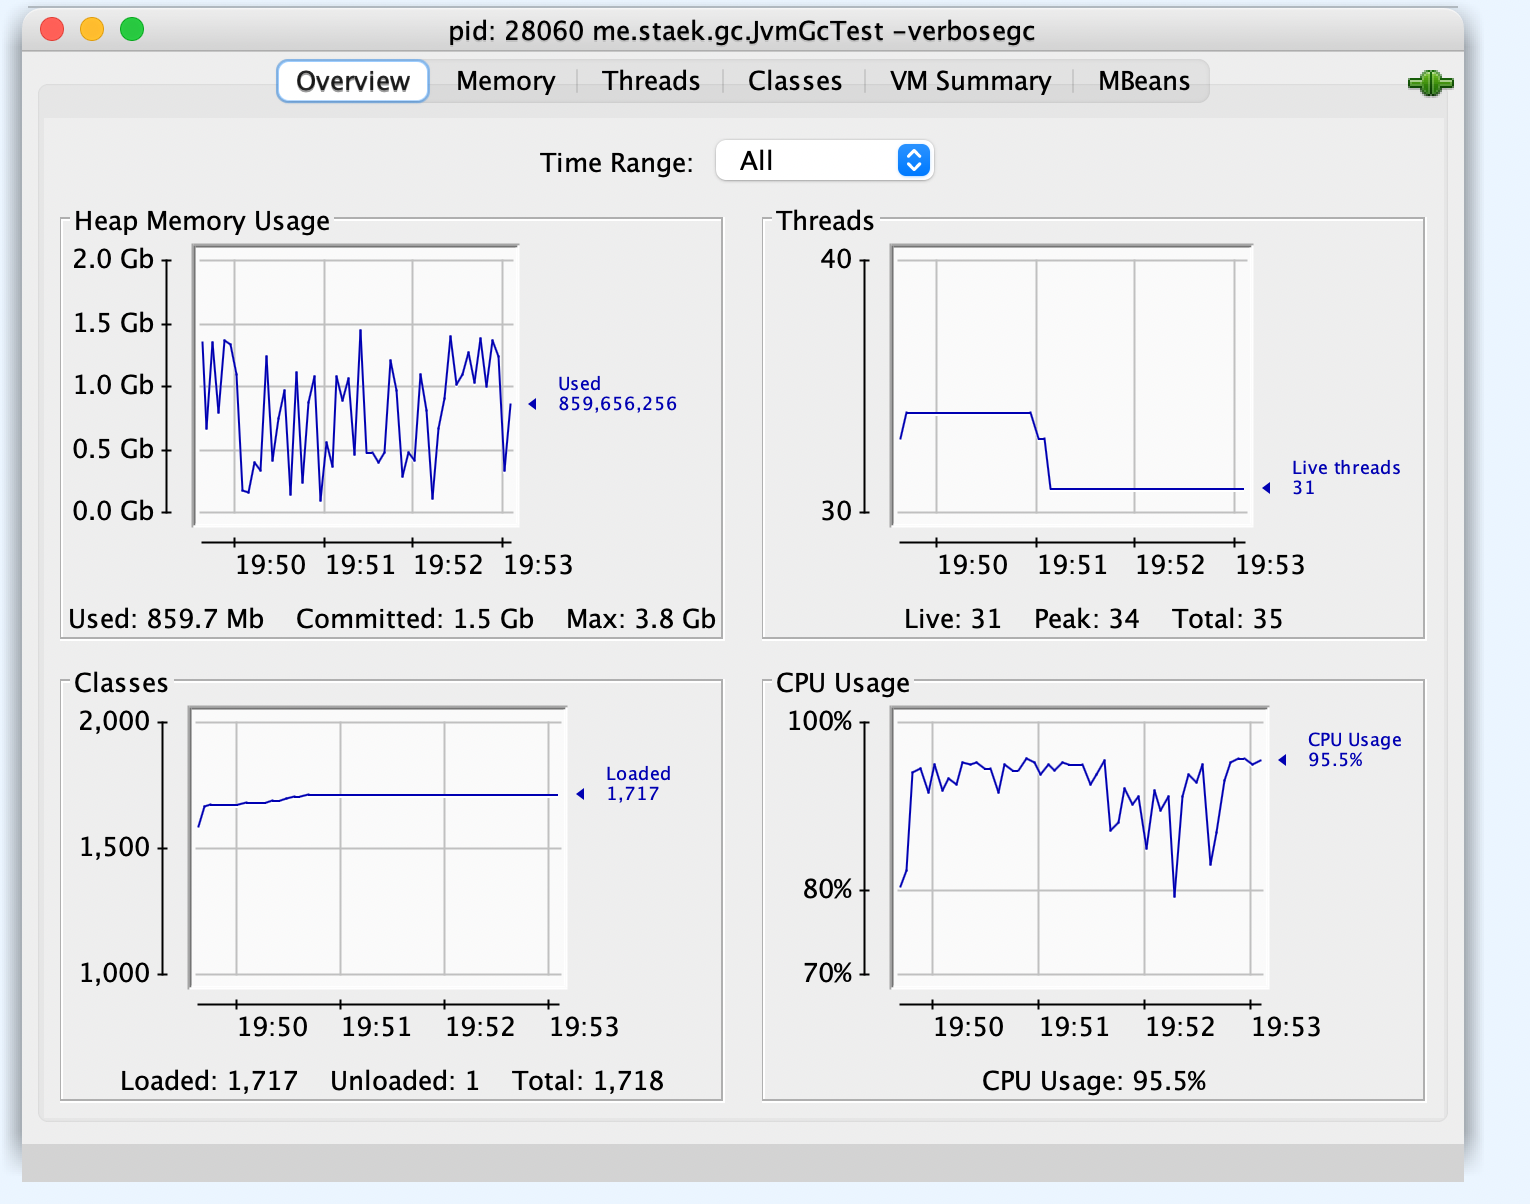 pid: 28060 me.staek.gc.JvmGcTest -verbosegc
Overview Memory Threads Classes VM Summary MBeans
Time Range: All
Heap Memory Usage
2.0 Gb
1.5 Gb
1.0 Gb
0.5 Gb
0.0 Gb
Used
859,656,256
19:50 19:51 19:52 19:53
Used: 859.7 Mb Committed: 1.5 Gb Max: 3.8 Gb
Threads
40
30
Live threads
31
19:50 19:51 19:52 19:53
Live: 31 Peak: 34 Total: 35
Classes
2,000
1,500
1,000
Loaded
1,717
19:50 19:51 19:52 19:53
Loaded: 1,717 Unloaded: 1 Total: 1,718
CPU Usage
100%
80%
70%
CPU Usage
95.5%
19:50 19:51 19:52 19:53
CPU Usage: 95.5%